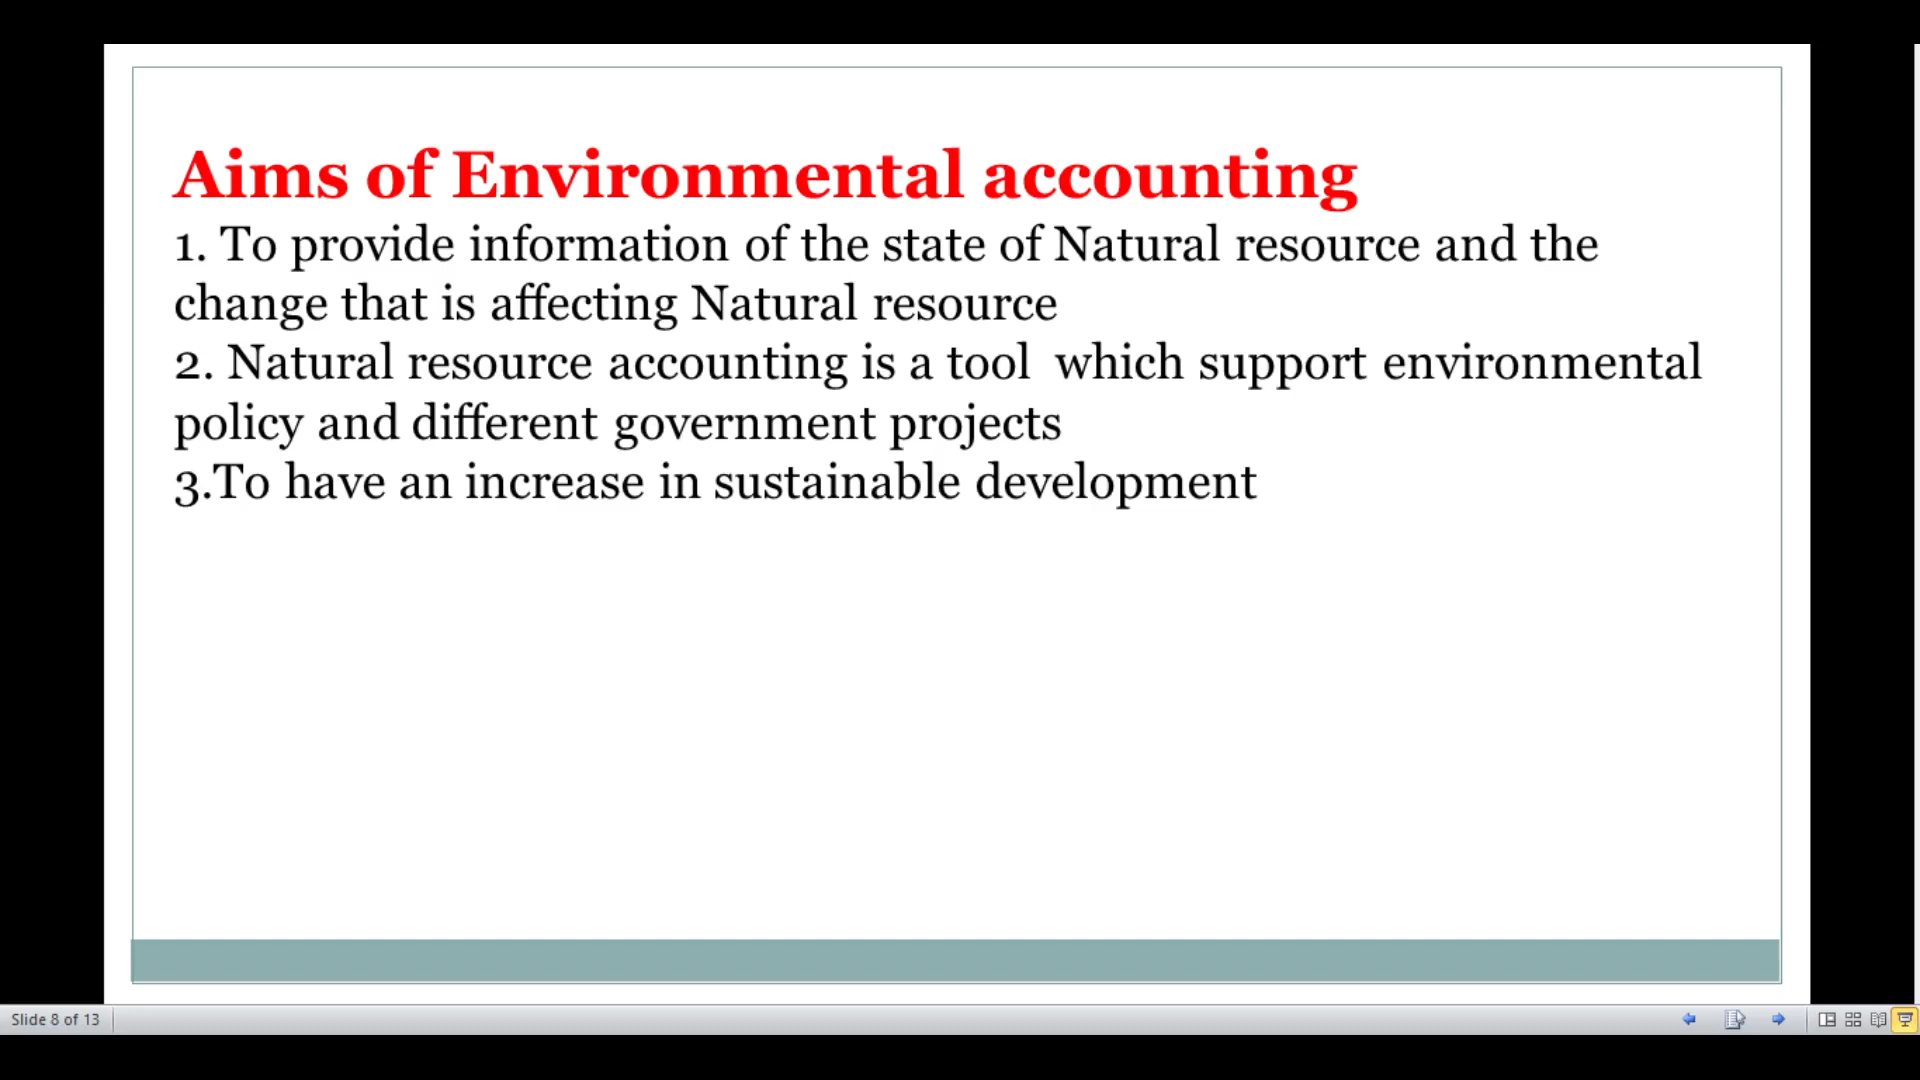 Aims of Environmental accounting
1. To provide information of the state of Natural resource and the
change that is affecting Natural resource
2. Natural resource accounting is a tool  which support environmental
policy and different government projects
3.To have an increase in sustainable development
Slide 8 of 13